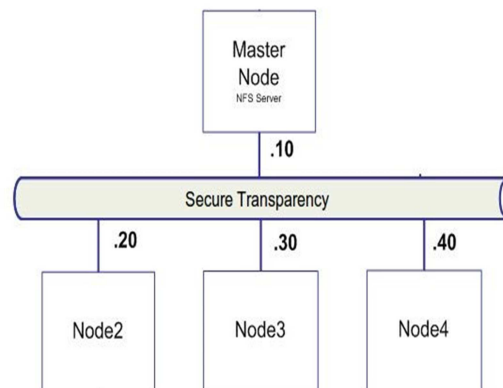 Master
Node
NFS Server
.10
Secure Transparency
.20
.30
.40
Node2
Node3
Node4